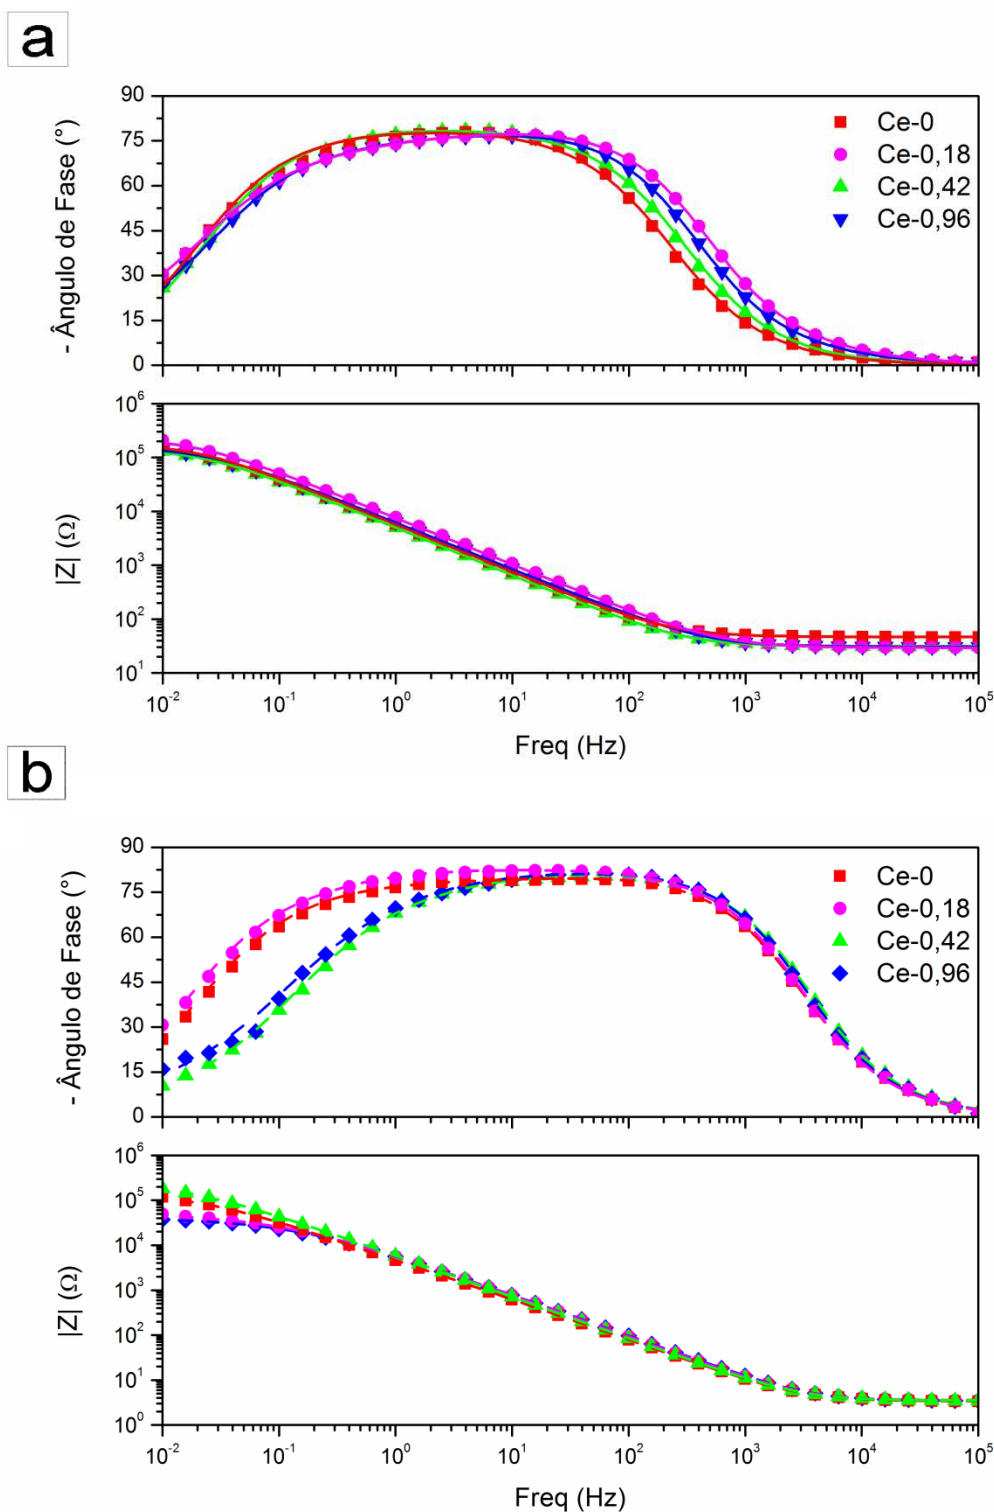 a
90
75
60
45
30
15
0
- Ângulo de Fase (°)
Ce-0
Ce-0,18
Ce-0,42
Ce-0,96
10⁶
10⁵
10⁴
10³
10²
10¹
|Z| (Ω)
10⁻² 10⁻¹ 10⁰ 10¹ 10² 10³ 10⁴ 10⁵
Freq (Hz)
b
90
75
60
45
30
15
0
- Ângulo de Fase (°)
Ce-0
Ce-0,18
Ce-0,42
Ce-0,96
10⁶
10⁵
10⁴
10³
10²
10¹
10⁰
|Z| (Ω)
10⁻² 10⁻¹ 10⁰ 10¹ 10² 10³ 10⁴ 10⁵
Freq (Hz)